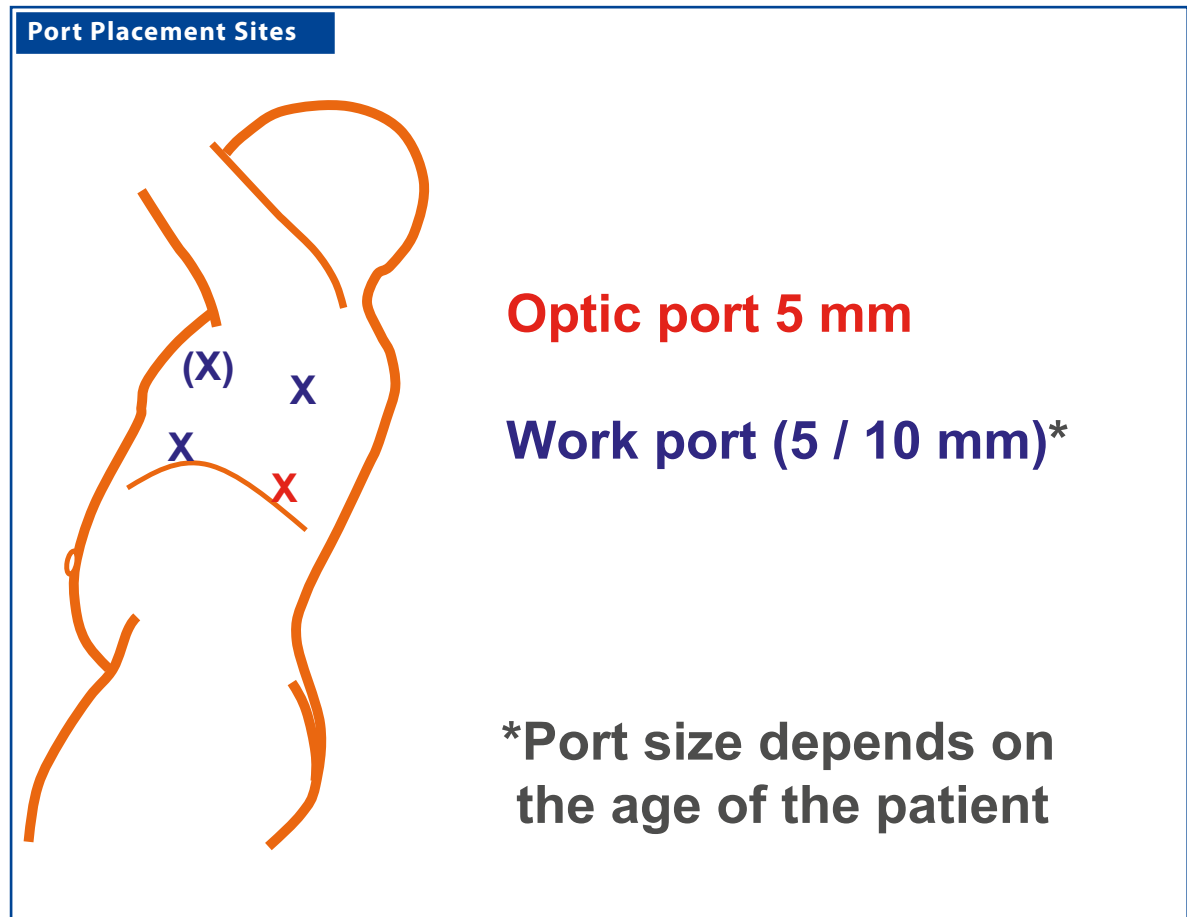 Port Placement Sites
(X)
X
X
X
Optic port 5 mm
Work port (5 / 10 mm)*
*Port size depends on
the age of the patient